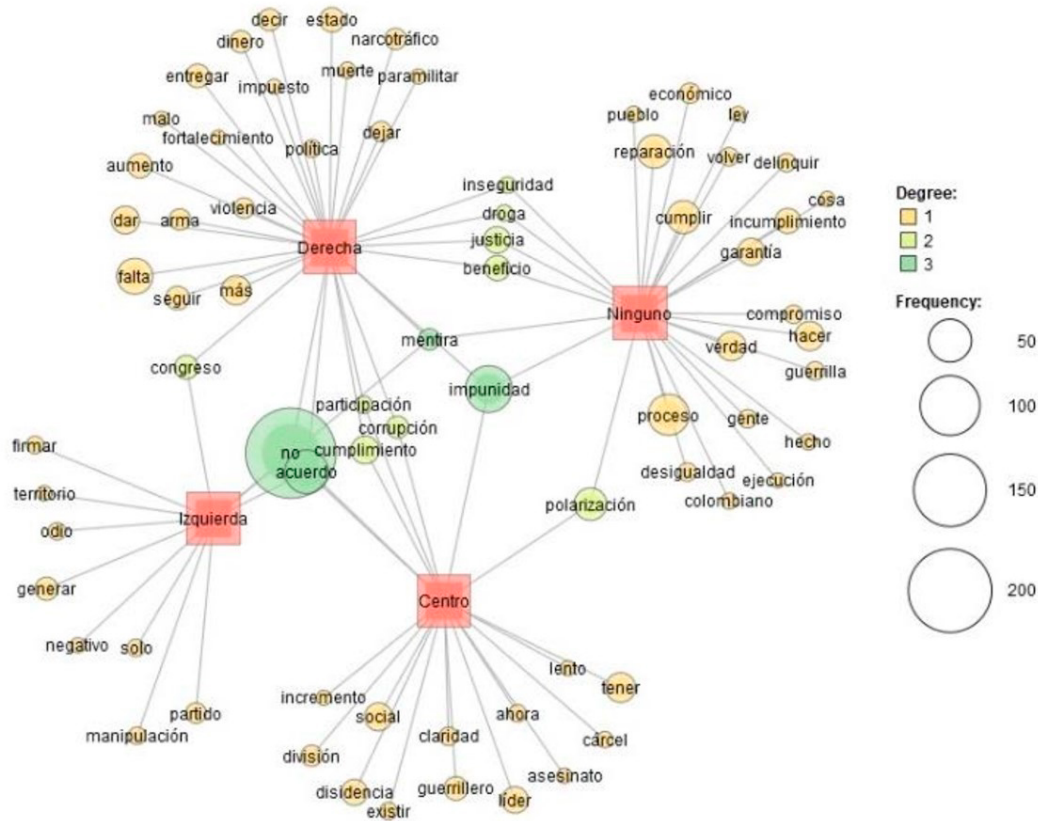 decir
estado
dinero
narcotráfico
entregar
impuesto
muerte
paramilitar
malo
fortalecimiento
política
dejar
aumento
violencia
dar
arma
Derecha
falta
seguir
más
inseguridad
droga
justicia
beneficio
económico
pueblo
ley
reparación
volver
delinquir
cosa
cumplir
incumplimiento
garantía
Ninguno
compromiso
hacer
verdad
guerrilla
proceso
gente
hecho
desigualdad
ejecución
colombiano
mentira
impunidad
congreso
participación
corrupción
cumplimiento
no
acuerdo
polarización
firmar
territorio
Izquierda
odio
generar
negativo
solo
partido
manipulación
Centro
lento
tener
incremento
social
ahora
claridad
cárcel
división
asesinato
disidencia
guerrillero
líder
existir
Degree:
1
2
3
Frequency:
50
100
150
200